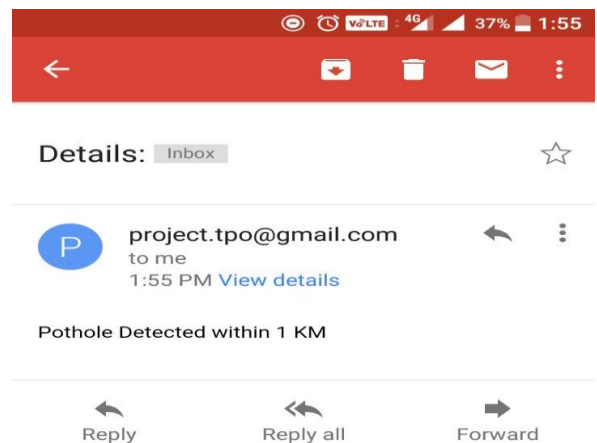 VoLTE 4G 37% 1:55
Details: Inbox
P project.tpo@gmail.com
to me
1:55 PM View details
Pothole Detected within 1 KM
Reply Reply all Forward